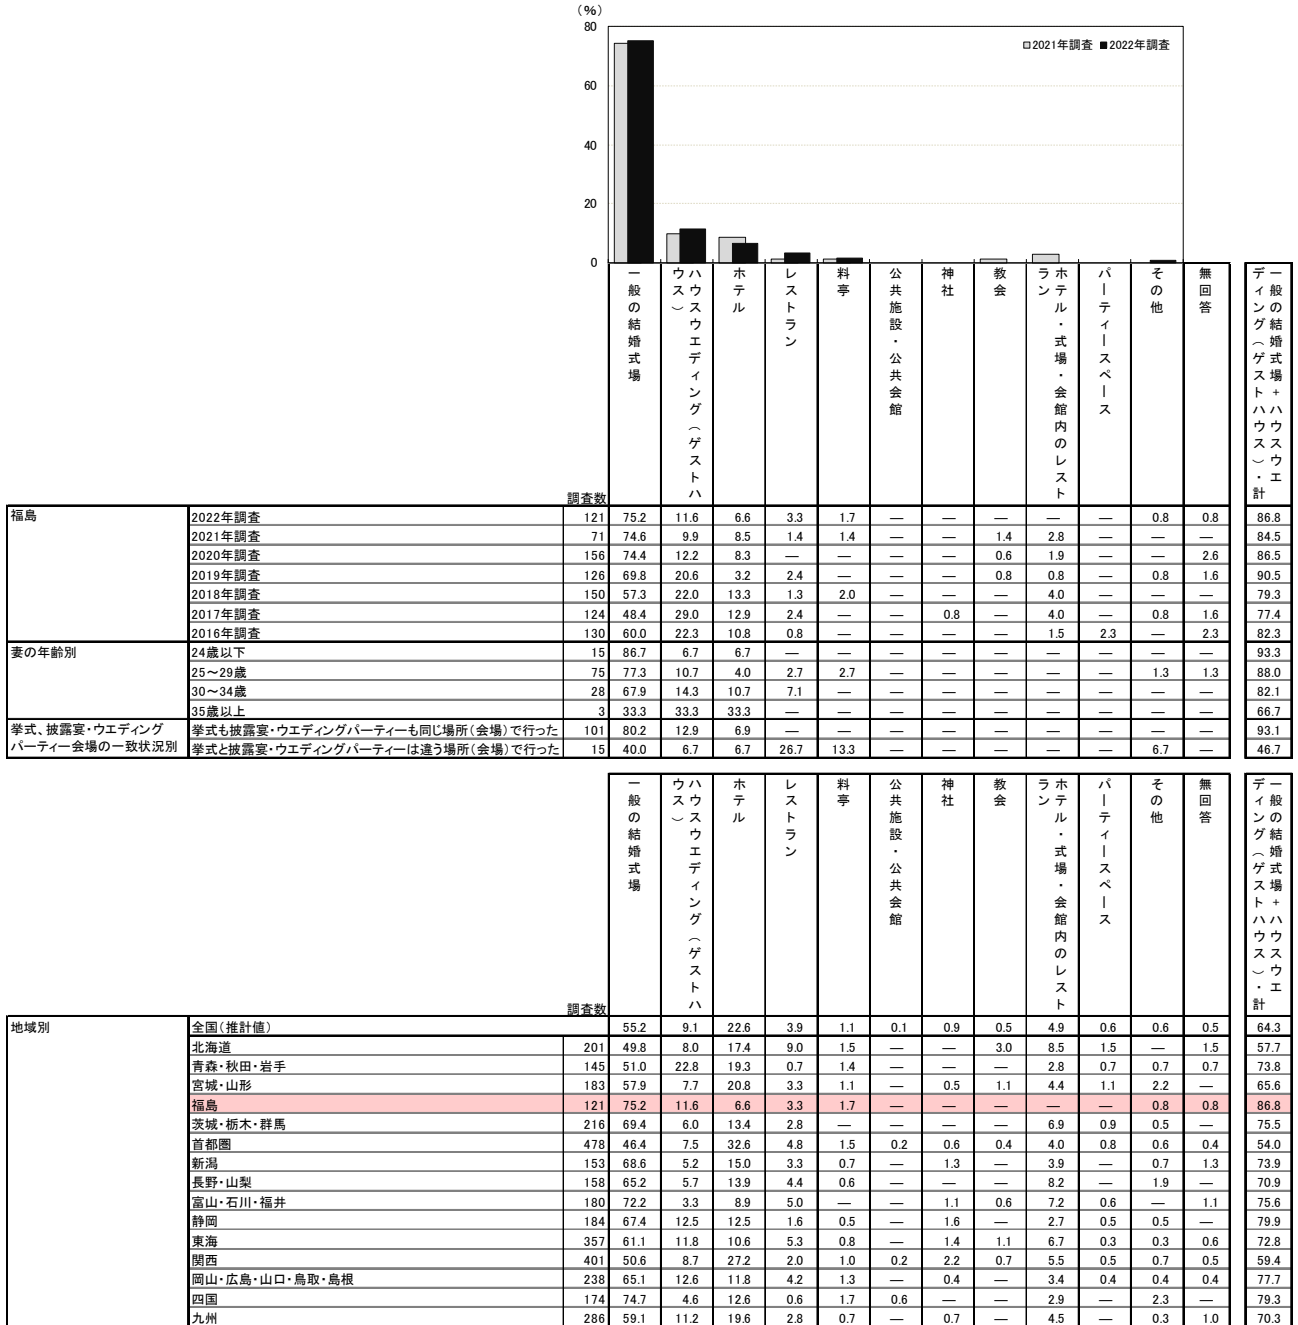 (%)
80
60
40
20
0
2021年調査 2022年調査
調査数
一般の結婚式場
ハウスウエディング(ゲストハウス)
ホテル
レストラン
料亭
公共施設・公共会館
神社
教会
ホテル・式場・会館内のレストラン
パーティースペース
その他
無回答
一般の結婚式場+ハウスウエディング(ゲストハウス)・計
福島 2022年調査 121 75.2 11.6 6.6 3.3 1.7 — — — — — 0.8 0.8 86.8
2021年調査 71 74.6 9.9 8.5 1.4 1.4 — — 1.4 2.8 — — — 84.5
2020年調査 156 74.4 12.2 8.3 — — — — 0.6 1.9 — — 2.6 86.5
2019年調査 126 69.8 20.6 3.2 2.4 — — — 0.8 0.8 — 0.8 1.6 90.5
2018年調査 150 57.3 22.0 13.3 1.3 2.0 — — — 4.0 — — — 79.3
2017年調査 124 48.4 29.0 12.9 2.4 — — 0.8 — 4.0 — 0.8 1.6 77.4
2016年調査 130 60.0 22.3 10.8 0.8 — — — — 1.5 2.3 — 2.3 82.3
妻の年齢別 24歳以下 15 86.7 6.7 6.7 — — — — — — — — — 93.3
25~29歳 75 77.3 10.7 4.0 2.7 2.7 — — — — — 1.3 1.3 88.0
30~34歳 28 67.9 14.3 10.7 7.1 — — — — — — — — 82.1
35歳以上 3 33.3 33.3 33.3 — — — — — — — — — 66.7
挙式、披露宴・ウエディング 挙式も披露宴・ウエディングパーティーも同じ場所(会場)で行った 101 80.2 12.9 6.9 — — — — — — — — — 93.1
パーティー会場の一致状況別 挙式と披露宴・ウエディングパーティーは違う場所(会場)で行った 15 40.0 6.7 6.7 26.7 13.3 — — — — — 6.7 — 46.7
調査数
一般の結婚式場
ハウスウエディング(ゲストハウス)
ホテル
レストラン
料亭
公共施設・公共会館
神社
教会
ホテル・式場・会館内のレストラン
パーティースペース
その他
無回答
一般の結婚式場+ハウスウエディング(ゲストハウス)・計
地域別 全国(推計値) 55.2 9.1 22.6 3.9 1.1 0.1 0.9 0.5 4.9 0.6 0.6 0.5 64.3
北海道 201 49.8 8.0 17.4 9.0 1.5 — — 3.0 8.5 1.5 — 1.5 57.7
青森・秋田・岩手 145 51.0 22.8 19.3 0.7 1.4 — — — 2.8 0.7 0.7 0.7 73.8
宮城・山形 183 57.9 7.7 20.8 3.3 1.1 — 0.5 1.1 4.4 1.1 2.2 — 65.6
福島 121 75.2 11.6 6.6 3.3 1.7 — — — — — 0.8 0.8 86.8
茨城・栃木・群馬 216 69.4 6.0 13.4 2.8 — — — — 6.9 0.9 0.5 — 75.5
首都圏 478 46.4 7.5 32.6 4.8 1.5 0.2 0.6 0.4 4.0 0.8 0.6 0.4 54.0
新潟 153 68.6 5.2 15.0 3.3 0.7 — 1.3 — 3.9 — 0.7 1.3 73.9
長野・山梨 158 65.2 5.7 13.9 4.4 0.6 — — — 8.2 — 1.9 — 70.9
富山・石川・福井 180 72.2 3.3 8.9 5.0 — — 1.1 0.6 7.2 0.6 — 1.1 75.6
静岡 184 67.4 12.5 12.5 1.6 0.5 — 1.6 — 2.7 0.5 0.5 — 79.9
東海 357 61.1 11.8 10.6 5.3 0.8 — 1.4 1.1 6.7 0.3 0.3 0.6 72.8
関西 401 50.6 8.7 27.2 2.0 1.0 0.2 2.2 0.7 5.5 0.5 0.7 0.5 59.4
岡山・広島・山口・鳥取・島根 238 65.1 12.6 11.8 4.2 1.3 — 0.4 — 3.4 0.4 0.4 0.4 77.7
四国 174 74.7 4.6 12.6 0.6 1.7 0.6 — — 2.9 — 2.3 — 79.3
九州 286 59.1 11.2 19.6 2.8 0.7 — 0.7 — 4.5 — 0.3 1.0 70.3